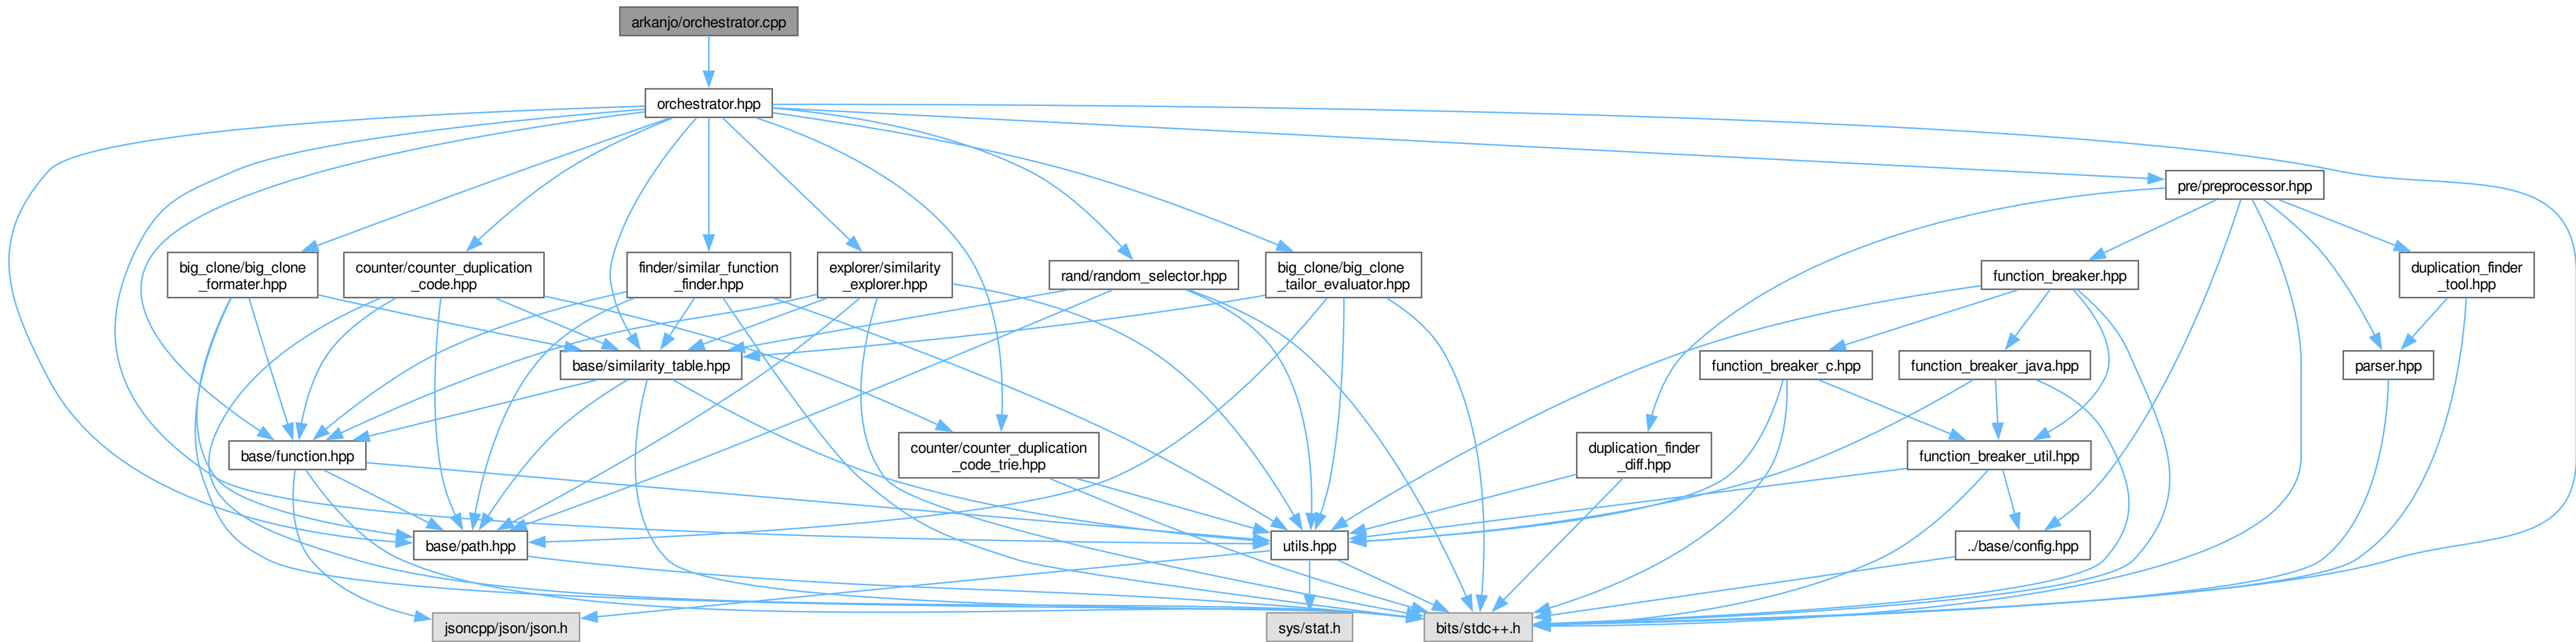 arkanjo/orchestrator.cpp
orchestrator.hpp
pre/preprocessor.hpp
big_clone/big_clone
_formater.hpp
counter/counter_duplication
_code.hpp
finder/similar_function
_finder.hpp
explorer/similarity
_explorer.hpp
rand/random_selector.hpp
big_clone/big_clone
_tailor_evaluator.hpp
function_breaker.hpp
duplication_finder
_tool.hpp
base/similarity_table.hpp
function_breaker_c.hpp
function_breaker_java.hpp
parser.hpp
base/function.hpp
counter/counter_duplication
_code_trie.hpp
duplication_finder
_diff.hpp
function_breaker_util.hpp
base/path.hpp
utils.hpp
../base/config.hpp
jsoncpp/json/json.h
sys/stat.h
bits/stdc++.h